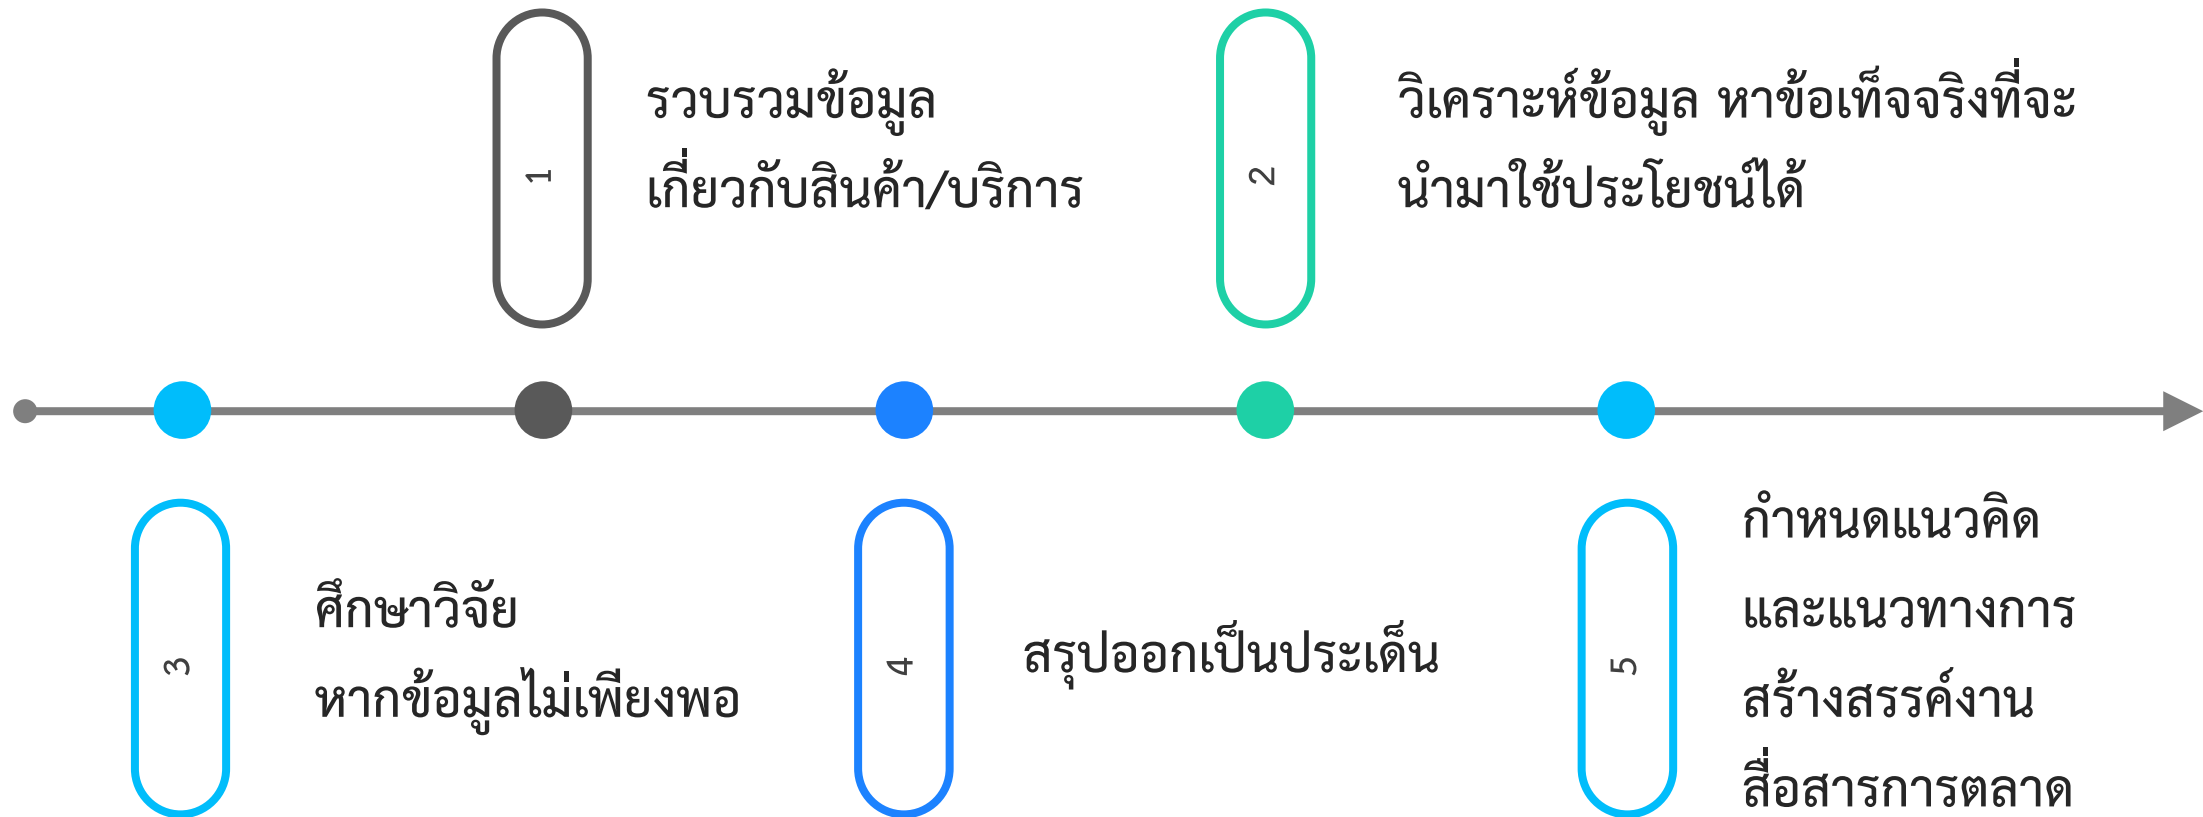 1
รวบรวมข้อมูล
เกี่ยวกับสินค้า/บริการ
2
วิเคราะห์ข้อมูล หาข้อเท็จจริงที่จะ
นำมาใช้ประโยชน์ได้
3
ศึกษาวิจัย
หากข้อมูลไม่เพียงพอ
4
สรุปออกเป็นประเด็น
5
กำหนดแนวคิด
และแนวทางการ
สร้างสรรค์งาน
สื่อสารการตลาด